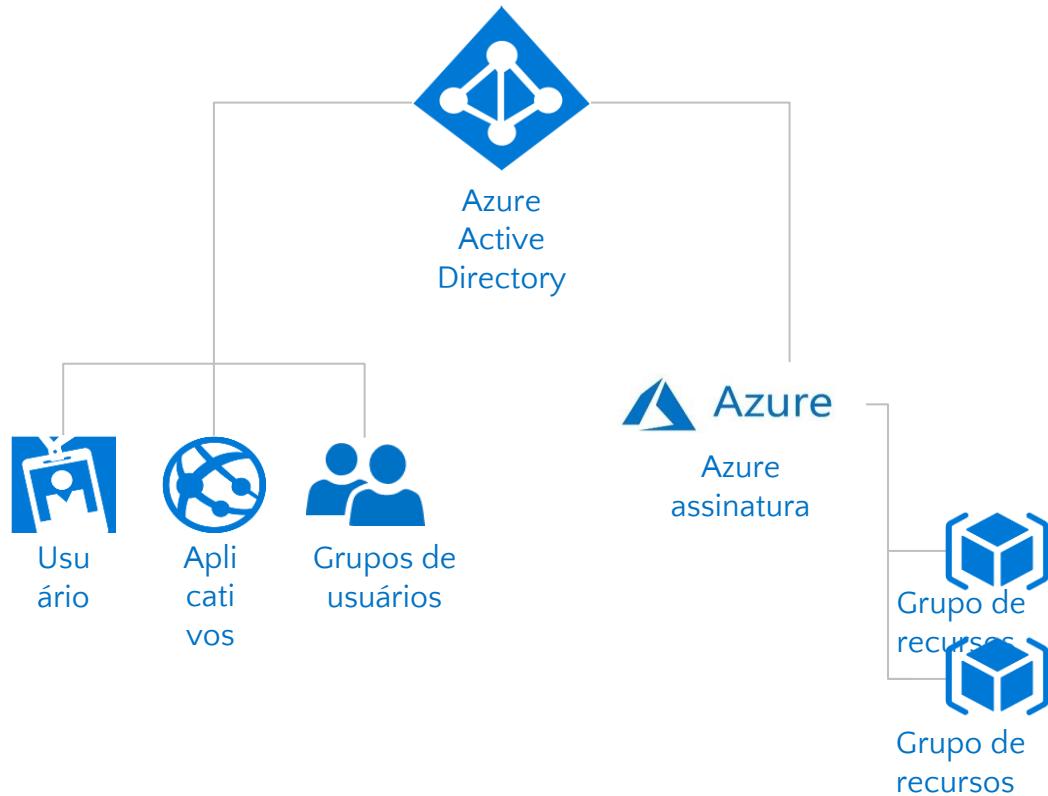 Azure
Active
Directory
Azure
Azure
assinatura
Usu
ário
Apli
cati
vos
Grupos de
usuários
Grupo de
recursos
Grupo de
recursos